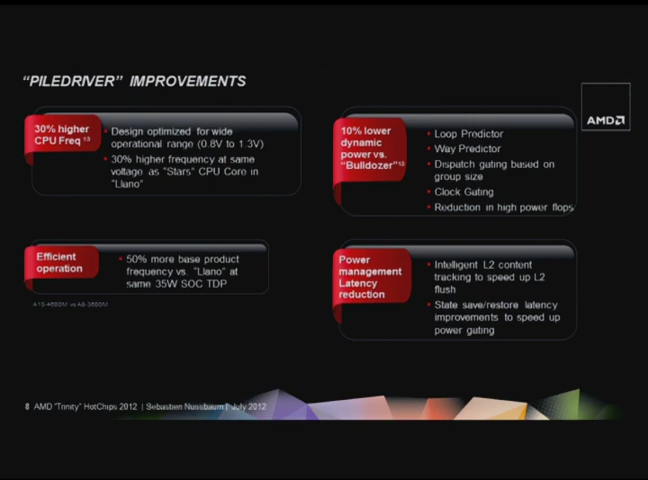 "PILEDRIVER" IMPROVEMENTS
30% higher
CPU Freq 13
Design optimized for wide
operational range (0.8V to 1.3V)
30% higher frequency at same
voltage as "Stars" CPU Core in
"Llano"
10% lower
dynamic
power vs.
"Bulldozer"13
Loop Predictor
Way Predictor
Dispatch gating based on
group size
Clock Gating
Reduction in high power flops
AMD
Efficient
operation
50% more base product
frequency vs. "Llano" at
same 35W SOC TDP
A10-4600M vs A8-3500M
Power
management
Latency
reduction
Intelligent L2 content
tracking to speed up L2
flush
State save/restore latency
improvements to speed up
power gating
8 AMD "Trinity" HotChips 2012 | Sebastien Nussbaum | July 2012